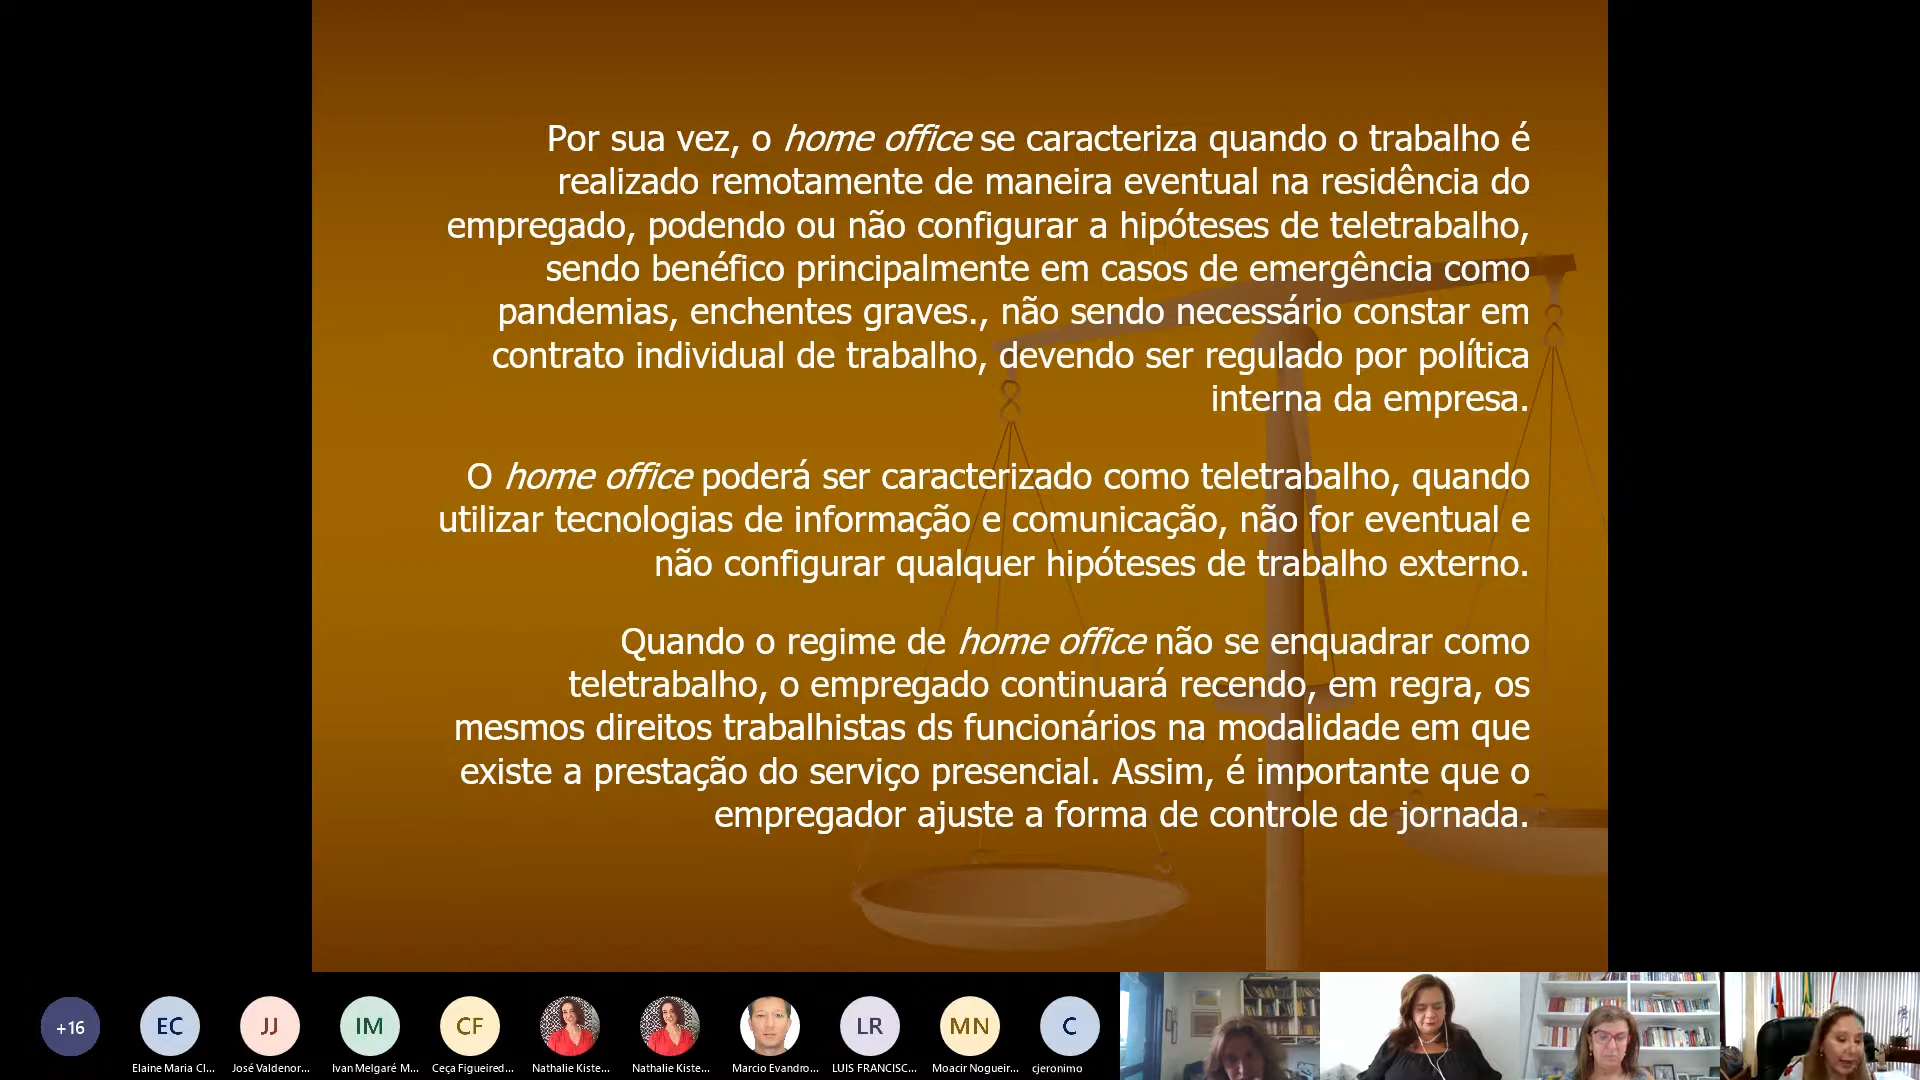 Por sua vez, o home office se caracteriza quando o trabalho é
realizado remotamente de maneira eventual na residência do
empregado, podendo ou não configurar a hipóteses de teletrabalho,
sendo benéfico principalmente em casos de emergência como
pandemias, enchentes graves., não sendo necessário constar em
contrato individual de trabalho, devendo ser regulado por política
interna da empresa.
O home office poderá ser caracterizado como teletrabalho, quando
utilizar tecnologias de informação e comunicação, não for eventual e
não configurar qualquer hipóteses de trabalho externo.
Quando o regime de home office não se enquadrar como
teletrabalho, o empregado continuará recendo, em regra, os
mesmos direitos trabalhistas ds funcionários na modalidade em que
existe a prestação do serviço presencial. Assim, é importante que o
empregador ajuste a forma de controle de jornada.
+16
EC
JJ
IM
CF
LR
MN
C
Elaine Maria Cl...
José Valdenor...
Ivan Melgaré M...
Ceça Figueired...
Nathalie Kiste...
Nathalie Kiste...
Marcio Evandro...
LUIS FRANCISC...
Moacir Nogueir...
cjeronimo